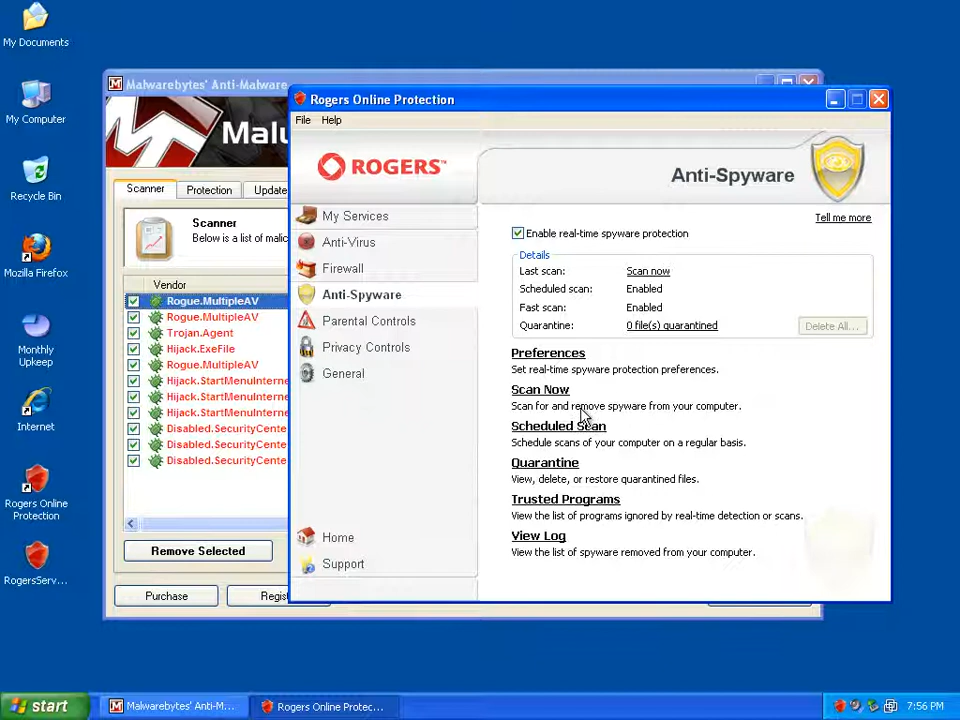 My Documents
My Computer
Recycle Bin
Mozilla Firefox
Monthly
Upkeep
Internet
Rogers Online
Protection
RogersServ...
Malwarebytes' Anti-Malware
Scanner
Protection
Update
Scanner
Below is a list of malic
Vendor
Rogue.MultipleAV
Rogue.MultipleAV
Trojan.Agent
Hijack.ExeFile
Rogue.MultipleAV
Hijack.StartMenuInterne
Hijack.StartMenuInterne
Hijack.StartMenuInterne
Disabled.SecurityCente
Disabled.SecurityCente
Disabled.SecurityCente
Remove Selected
Purchase
Regist
Rogers Online Protection
File Help
ROGERS™
Anti-Spyware
My Services
Anti-Virus
Firewall
Anti-Spyware
Parental Controls
Privacy Controls
General
Home
Support
Tell me more
Enable real-time spyware protection
Details
Last scan: Scan now
Scheduled scan: Enabled
Fast scan: Enabled
Quarantine: 0 file(s) quarantined Delete All...
Preferences
Set real-time spyware protection preferences.
Scan Now
Scan for and remove spyware from your computer.
Scheduled Scan
Schedule scans of your computer on a regular basis.
Quarantine
View, delete, or restore quarantined files.
Trusted Programs
View the list of programs ignored by real-time detection or scans.
View Log
View the list of spyware removed from your computer.
start
Malwarebytes' Anti-M...
Rogers Online Protec...
7:56 PM